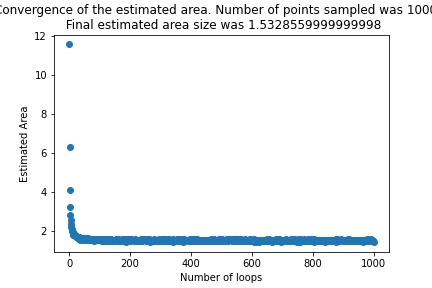 Convergence of the estimated area. Number of points sampled was 1000
Final estimated area size was 1.5328559999999998
12
10
8
6
4
2
Estimated Area
0 200 400 600 800 1000
Number of loops